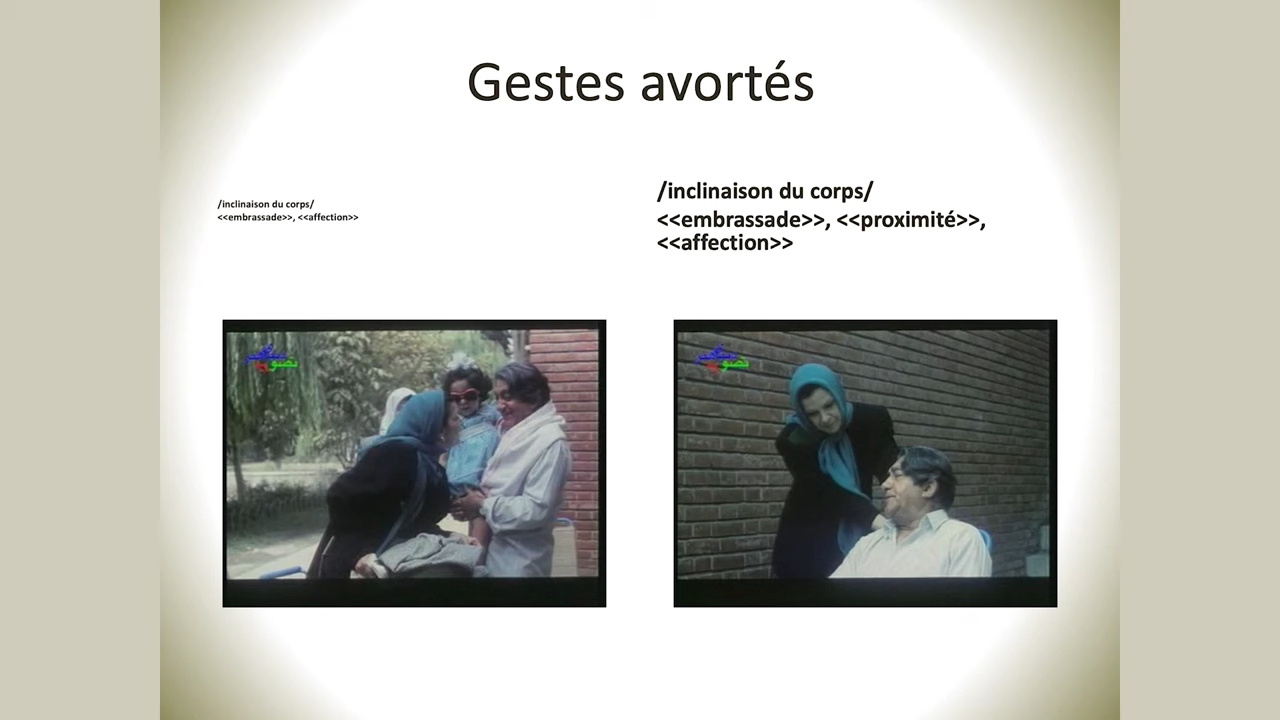 Gestes avortés
/inclinaison du corps/
<<embrassade>>, <<affection>>
/inclinaison du corps/
<<embrassade>>, <<proximité>>,
<<affection>>